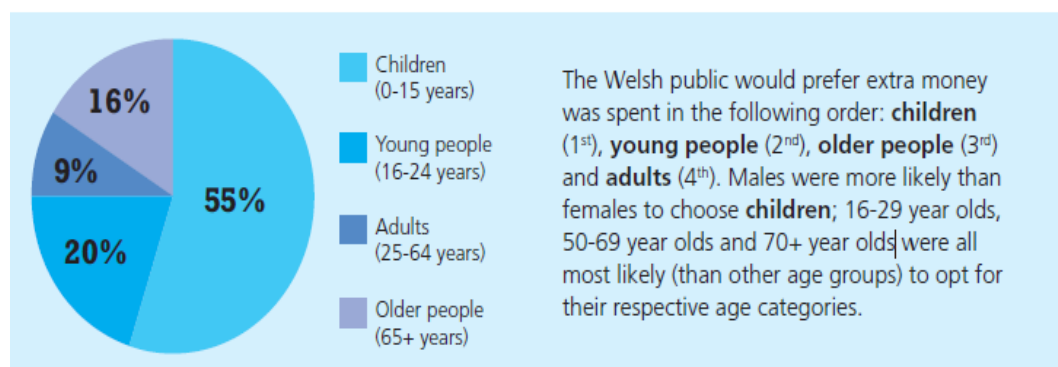 16%
9%
55%
20%
Children
(0-15 years)
Young people
(16-24 years)
Adults
(25-64 years)
Older people
(65+ years)
The Welsh public would prefer extra money
was spent in the following order: children
(1st), young people (2nd), older people (3rd)
and adults (4th). Males were more likely than
females to choose children; 16-29 year olds,
50-69 year olds and 70+ year olds were all
most likely (than other age groups) to opt for
their respective age categories.